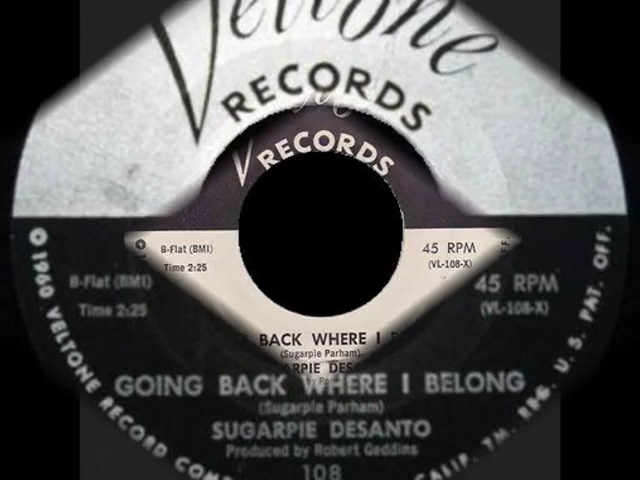 Veltone
RECORDS
RECORDS
B-Flat (BMI)
Time 2:25
45 RPM
(VL-108-X)
B-Flat (BMI)
Time 2:25
45 RPM
(VL-108-X)
BACK WHERE I
(Sugarpie Parham)
GOING BACK WHERE I BELONG
(Sugarpie Parham)
SUGARPIE DESANTO
Produced by Robert Geddins
108
© 1960 VELTONE RECORD
CALIF. TM. REG. U. S. PAT. OFF.